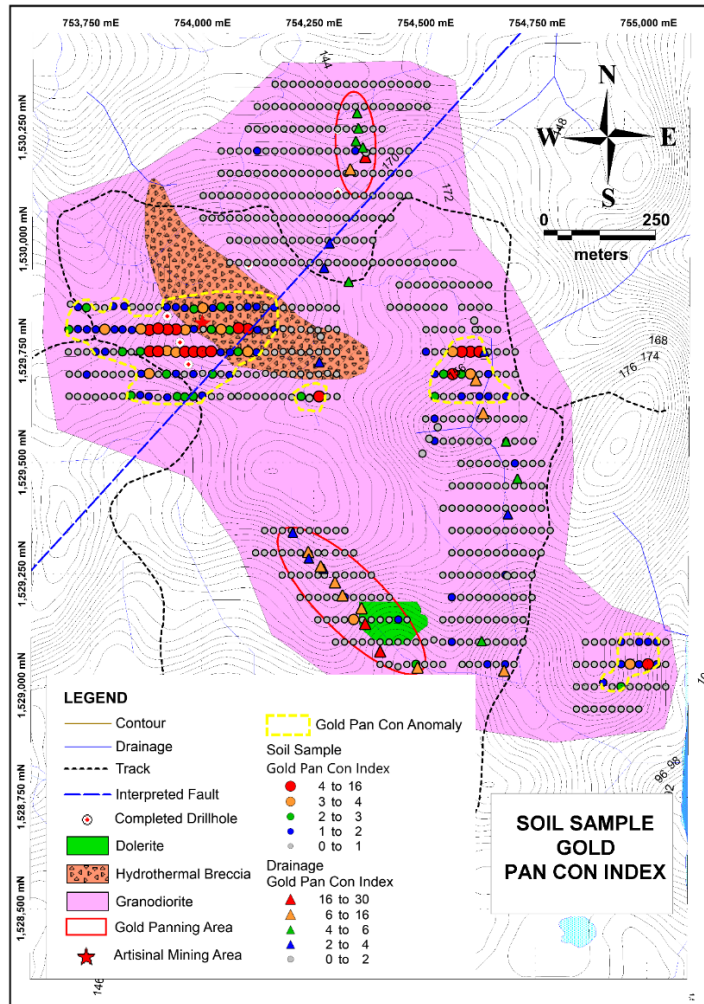 753,750 mE 754,000 mE 754,250 mE 754,500 mE 754,750 mE 755,000 mE
1,530,250 mN
1,530,000 mN
1,529,750 mN
1,529,500 mN
1,529,250 mN
1,529,000 mN
1,528,750 mN
1,528,500 mN
144
170
172
148
168
174
176
96 98
146
N
W E
S
0 250
meters
LEGEND
Contour
Drainage
Track
Interpreted Fault
Completed Drillhole
Dolerite
Hydrothermal Breccia
Granodiorite
Gold Panning Area
Artisinal Mining Area
Gold Pan Con Anomaly
Soil Sample
Gold Pan Con Index
4 to 16
3 to 4
2 to 3
1 to 2
0 to 1
Drainage
Gold Pan Con Index
16 to 30
6 to 16
4 to 6
2 to 4
0 to 2
SOIL SAMPLE
GOLD
PAN CON INDEX